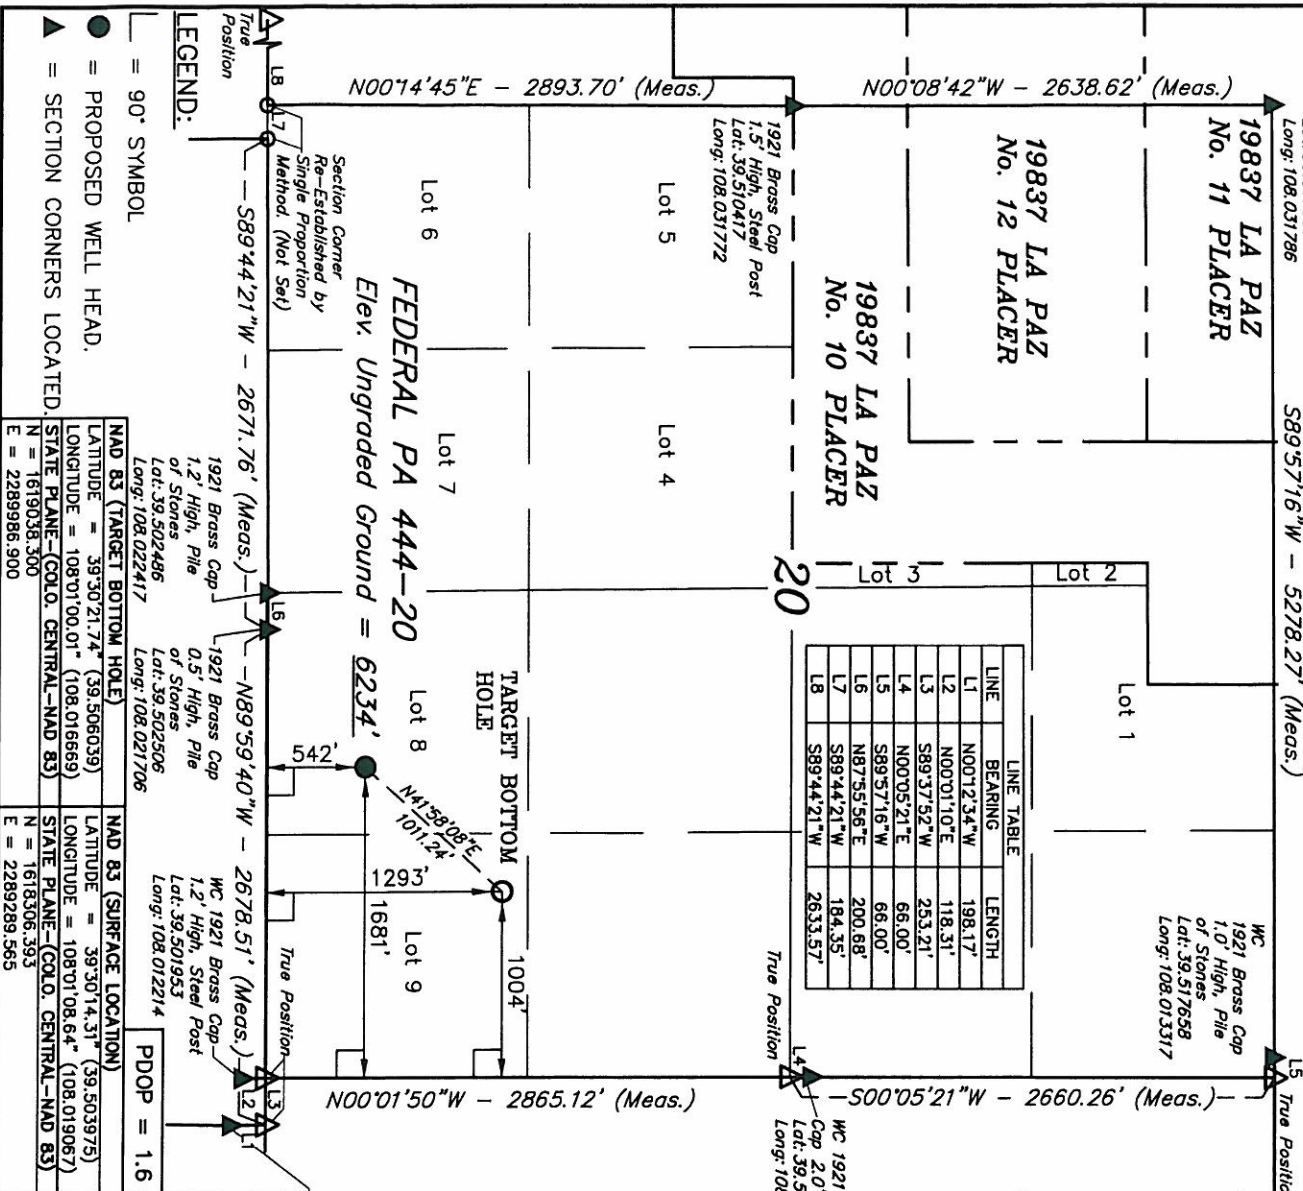 Long: 108.031786
S89°57'16"W - 5278.27' (Meas.)
L5
True
19837 LA PAZ
No. 11 PLACER
19837 LA PAZ
No. 12 PLACER
19837 LA PAZ
No. 10 PLACER
N00°08'42"W - 2638.62' (Meas.)
N00°14'45"E - 2893.70' (Meas.)
1921 Brass Cap
1.5' High, Steel Post
Lat: 39.510417
Long: 108.031772
WC
1921 Brass Cap
1.0' High, Pile
of Stones
Lat: 39.517658
Long: 108.013317
Lot 1
Lot 2
Lot 3
20
LINE TABLE
LINE BEARING LENGTH
L1 N00°12'34"W 198.17'
L2 N00°01'10"E 118.31'
L3 S89°37'52"W 253.21'
L4 N00°05'21"E 66.00'
L5 S89°57'16"W 66.00'
L6 N87°55'56"E 200.68'
L7 S89°44'21"W 184.35'
L8 S89°44'21"W 2633.57'
S00°05'21"W - 2660.26' (Meas.)
L4
True Position
WC 1921
Cap 2.0'
Lot 5
Lot 4
Lot 6
Lot 7
Lot 8
Lot 9
TARGET BOTTOM
HOLE
FEDERAL PA 444-20
Elev. Ungraded Ground = 6234'
N41°58'08"E
1011.24'
542'
1293'
1681'
1004'
N00°01'50"W - 2865.12' (Meas.)
Section Corner
Re-Established by
Single Proportion
Method. (Not Set)
L8
L7
True
Position
S89°44'21"W - 2671.76' (Meas.)
L6
N89°59'40"W - 2678.51' (Meas.)
True Position
L3
L2
L1
1921 Brass Cap
1.2' High, Pile
of Stones
Lat: 39.502486
Long: 108.022417
1921 Brass Cap
0.5' High, Pile
of Stones
Lat: 39.502506
Long: 108.021706
WC 1921 Brass Cap
1.2' High, Steel Post
Lat: 39.501953
Long: 108.012214
LEGEND:
= 90° SYMBOL
= PROPOSED WELL HEAD.
= SECTION CORNERS LOCATED.
PDOP = 1.6
NAD 83 (TARGET BOTTOM HOLE)
LATITUDE = 39°30'21.74" (39.506039)
LONGITUDE = 108°01'00.01" (108.016669)
STATE PLANE-(COLO. CENTRAL-NAD 83)
N = 1619038.300
E = 2289986.900
NAD 83 (SURFACE LOCATION)
LATITUDE = 39°30'14.31" (39.503975)
LONGITUDE = 108°01'08.64" (108.019067)
STATE PLANE-(COLO. CENTRAL-NAD 83)
N = 1618306.393
E = 2289289.565